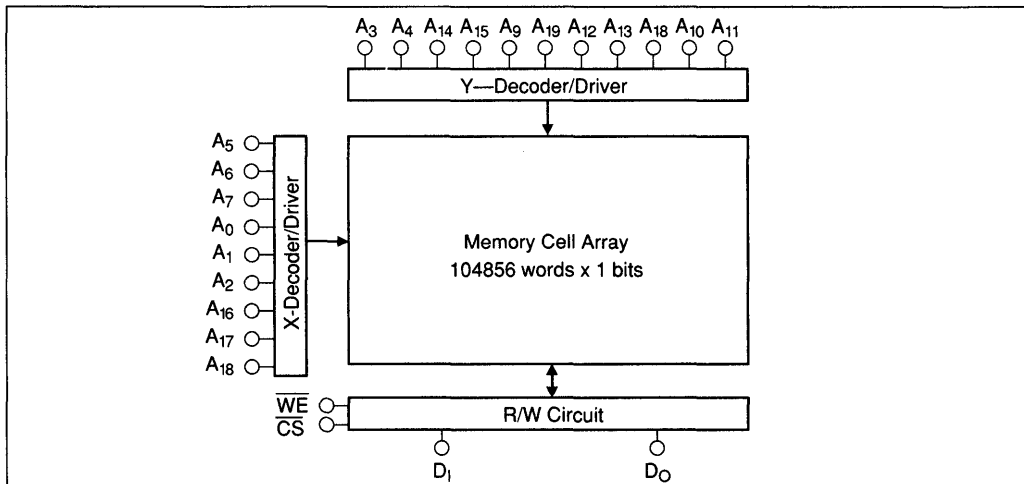 A3 A4 A14 A15 A9 A19 A12 A13 A18 A10 A11
Y—Decoder/Driver
A5
A6
A7
A0
A1
A2
A16
A17
A18
X-Decoder/Driver
Memory Cell Array
104856 words x 1 bits
WE
CS
R/W Circuit
DI
DO